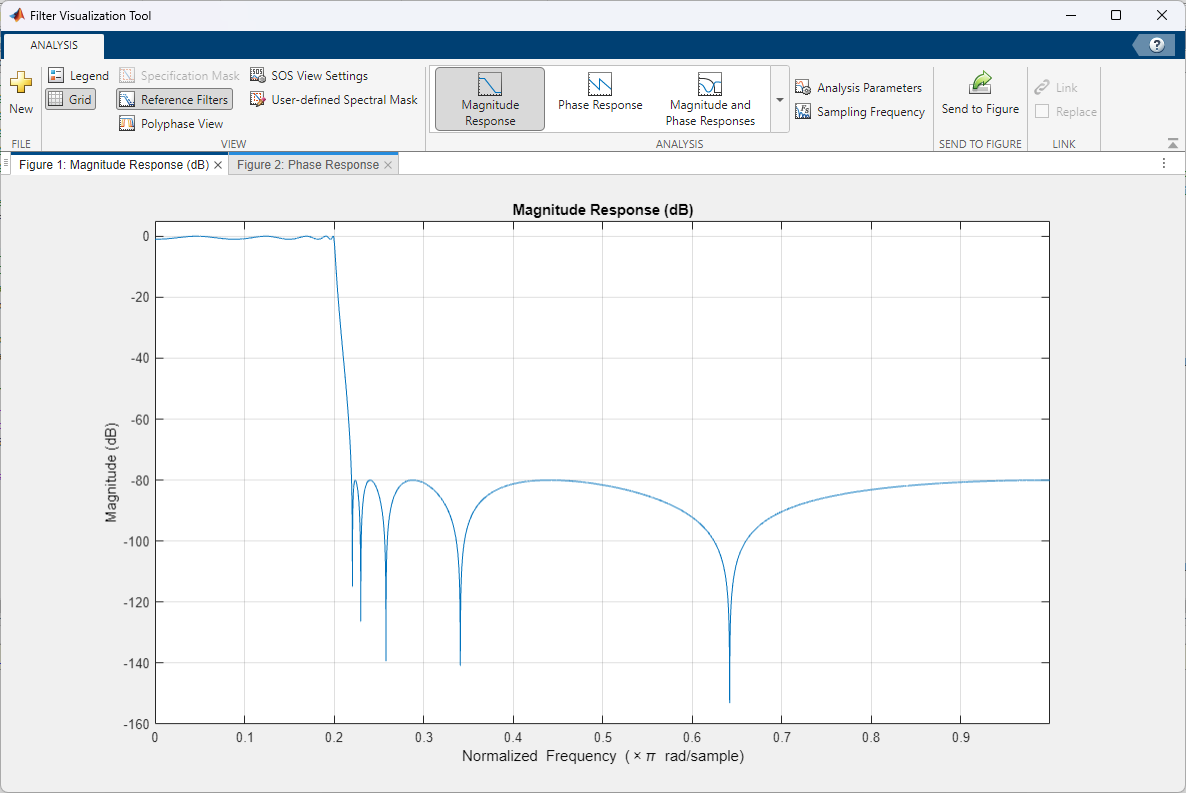 Filter Visualization Tool
ANALYSIS
?
New
FILE
Legend
Specification Mask
SOS View Settings
Grid
Reference Filters
User-defined Spectral Mask
Polyphase View
VIEW
Magnitude
Response
Phase Response
Magnitude and
Phase Responses
Analysis Parameters
Sampling Frequency
ANALYSIS
Send to Figure
SEND TO FIGURE
Link
Replace
LINK
Figure 1: Magnitude Response (dB)
Figure 2: Phase Response
Magnitude Response (dB)
Magnitude (dB)
0
-20
-40
-60
-80
-100
-120
-140
-160
0 0.1 0.2 0.3 0.4 0.5 0.6 0.7 0.8 0.9
Normalized Frequency (× π rad/sample)